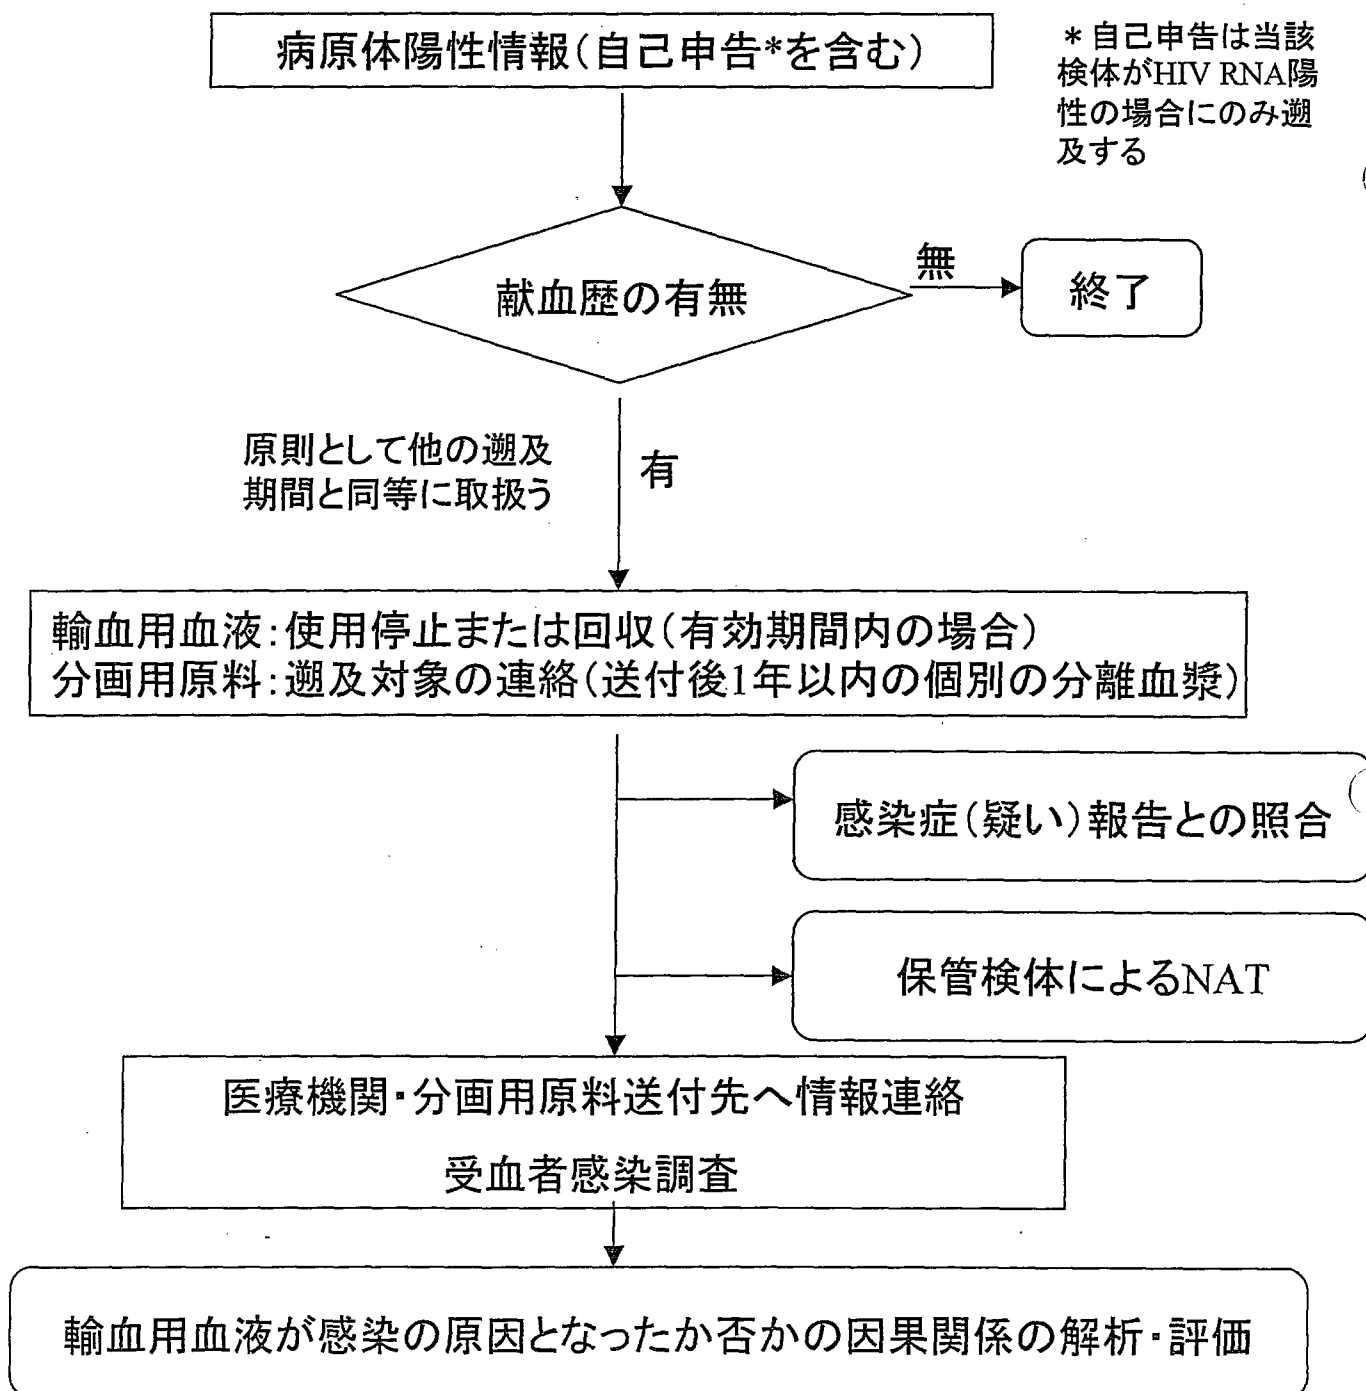 病原体陽性情報(自己申告*を含む)
*自己申告は当該
検体がHIV RNA陽
性の場合にのみ遡
及する
献血歴の有無
無
終了
原則として他の遡及
期間と同等に取扱う
有
輸血用血液:使用停止または回収(有効期間内の場合)
分画用原料:遡及対象の連絡(送付後1年以内の個別の分離血漿)
感染症(疑い)報告との照合
保管検体によるNAT
医療機関・分画用原料送付先へ情報連絡
受血者感染調査
輸血用血液が感染の原因となったか否かの因果関係の解析・評価